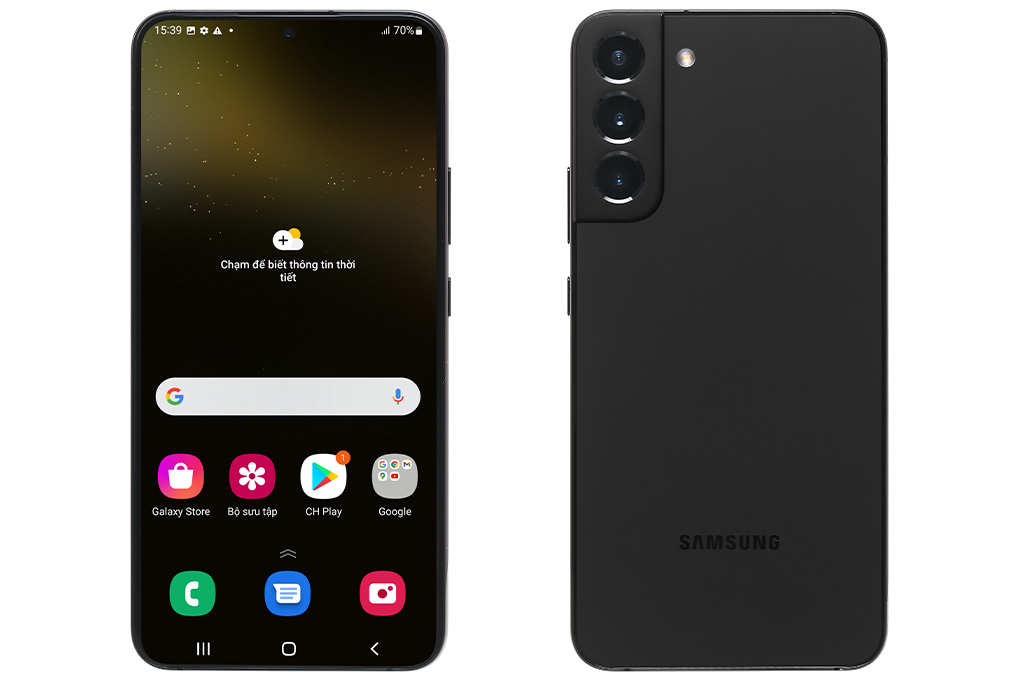 15:39
70%
Chạm để biết thông tin thời
tiết
Galaxy Store
Bộ sưu tập
CH Play
1
Google
SAMSUNG